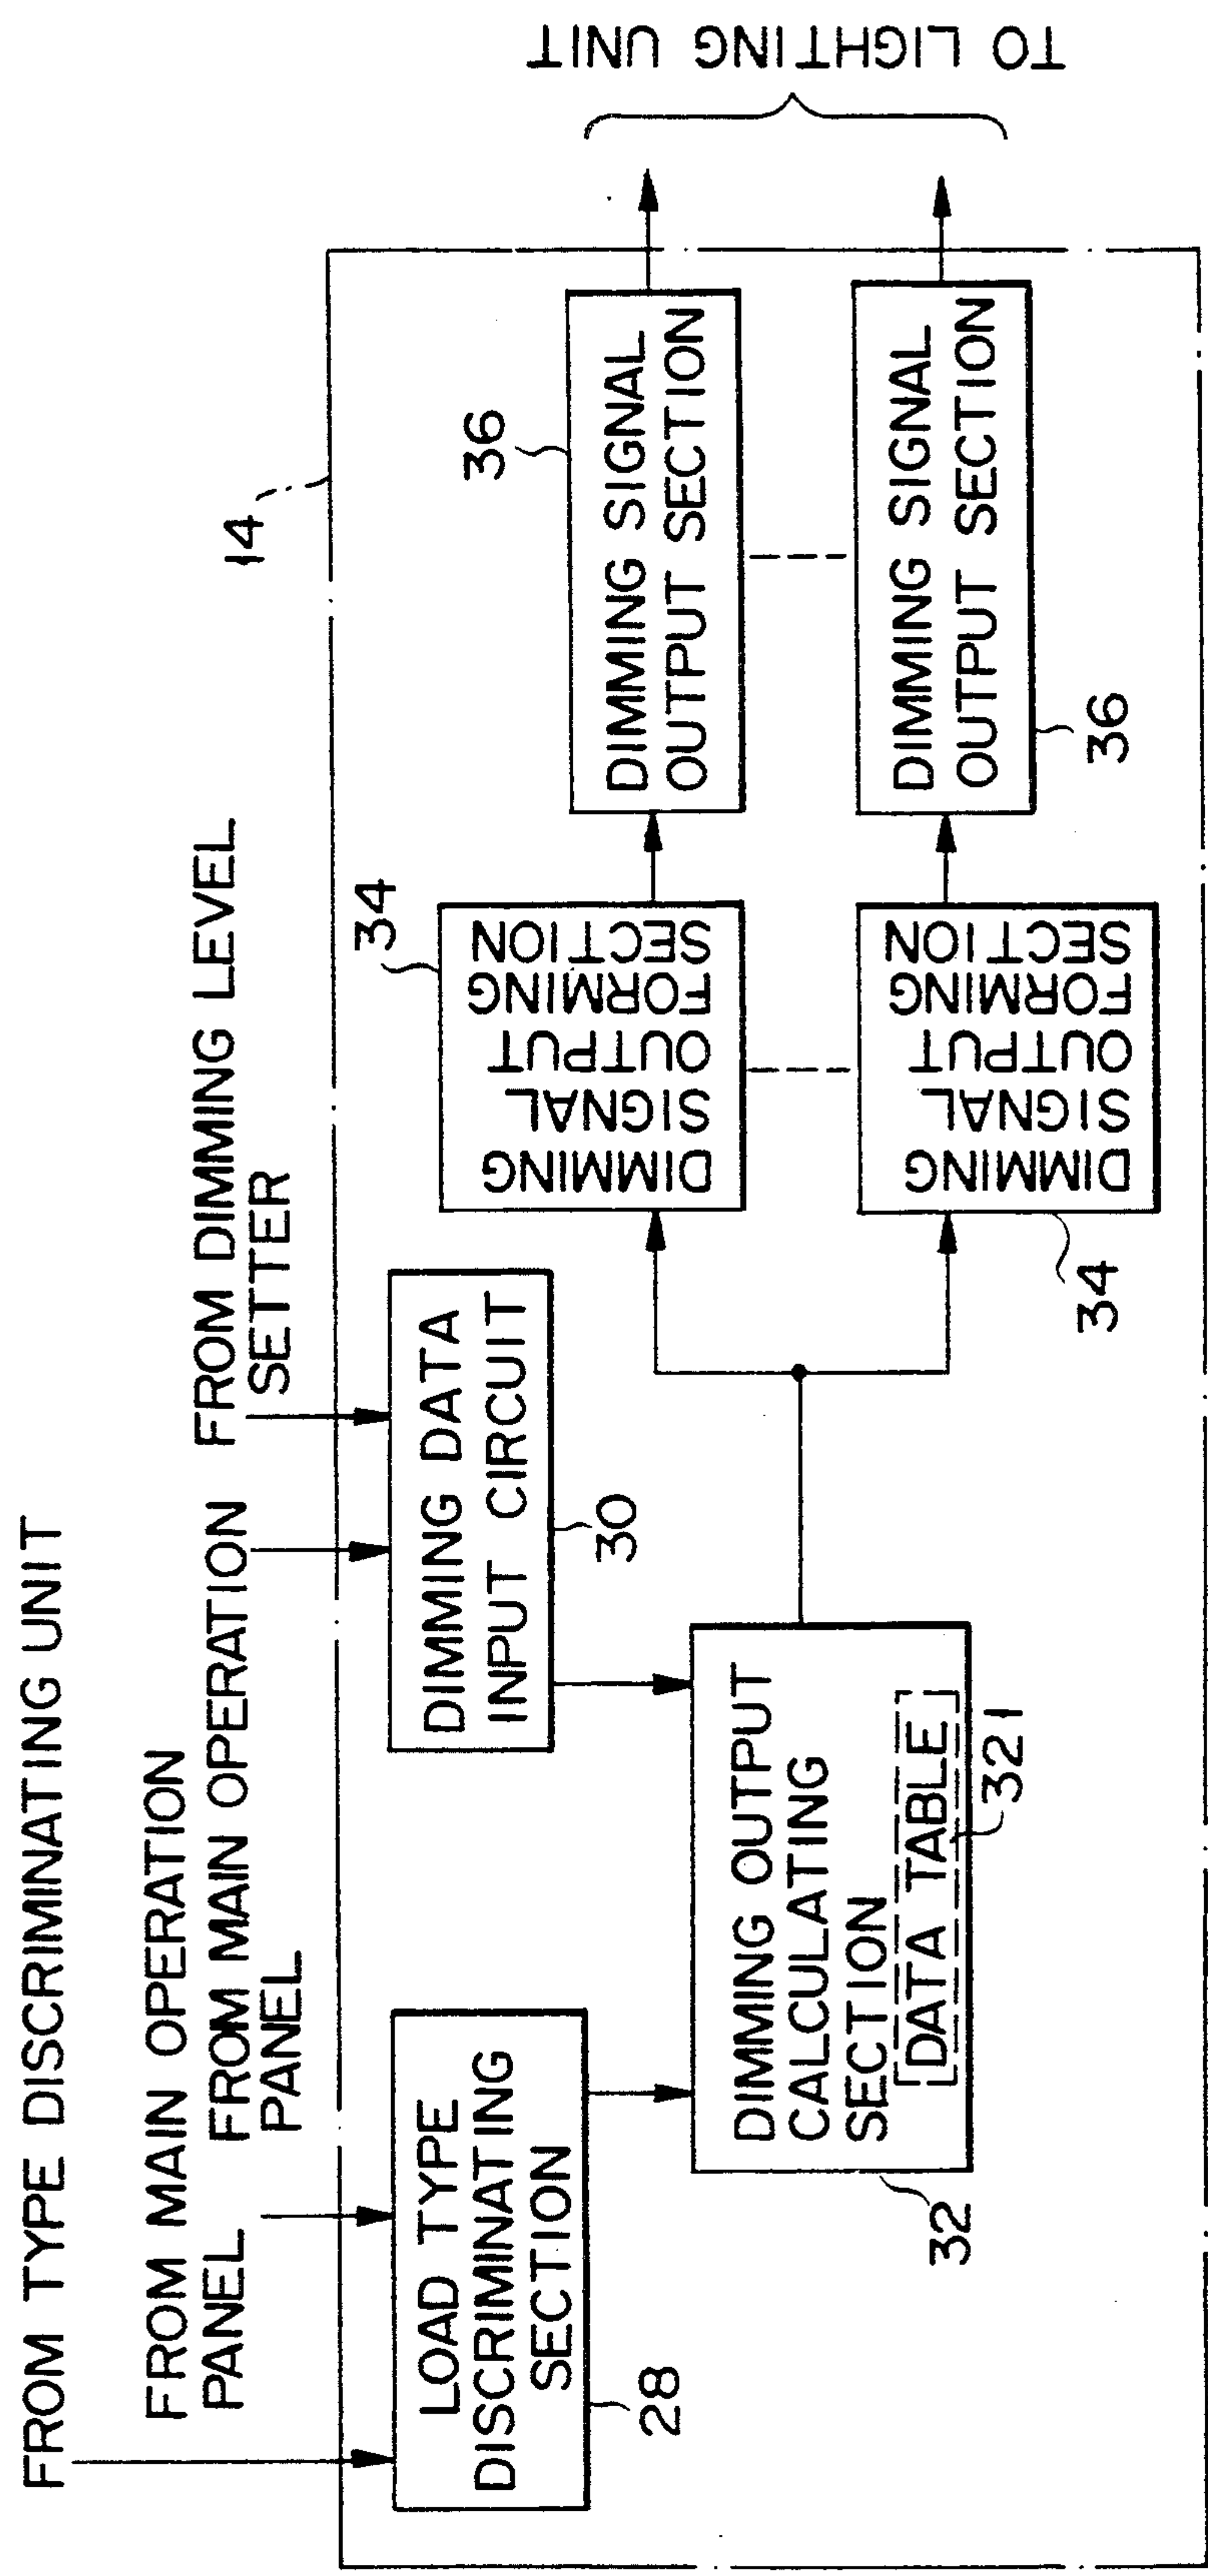 FROM TYPE DISCRIMINATING UNIT
FROM MAIN OPERATION
PANEL
FROM MAIN OPERATION
PANEL
FROM DIMMING LEVEL
SETTER
14
LOAD TYPE
DISCRIMINATING
SECTION
28
DIMMING DATA
INPUT CIRCUIT
30
DIMMING OUTPUT
CALCULATING
SECTION
DATA TABLE
321
32
DIMMING
SIGNAL
OUTPUT
FORMING
SECTION
34
DIMMING
SIGNAL
OUTPUT
FORMING
SECTION
34
DIMMING SIGNAL
OUTPUT SECTION
36
DIMMING SIGNAL
OUTPUT SECTION
36
TO LIGHTING UNIT